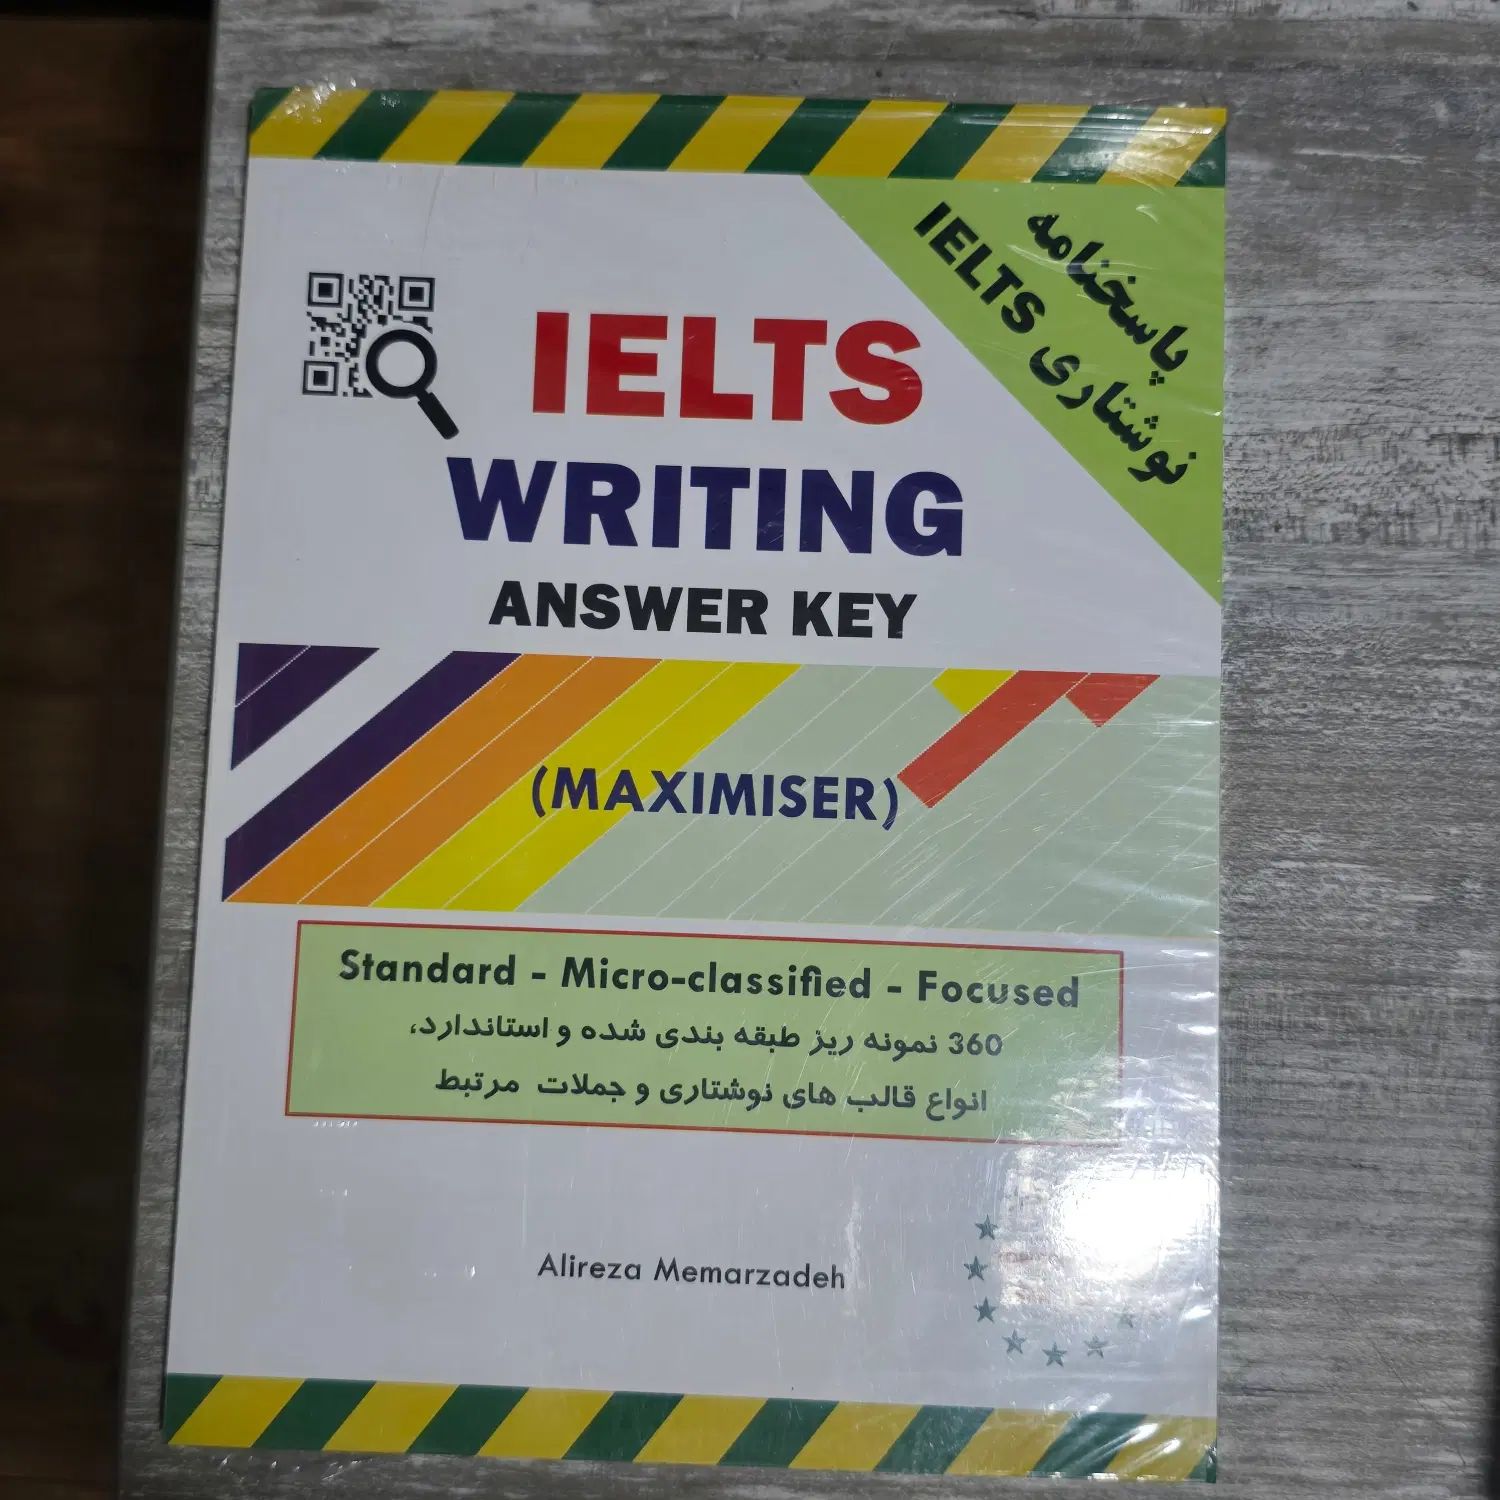 پاسخنامه
نوشتاری IELTS
IELTS
WRITING
ANSWER KEY
(MAXIMISER)
Standard - Micro-classified - Focused
360 نمونه ریز طبقه بندی شده و استاندارد،
انواع قالب های نوشتاری و جملات مرتبط
Alireza Memarzadeh